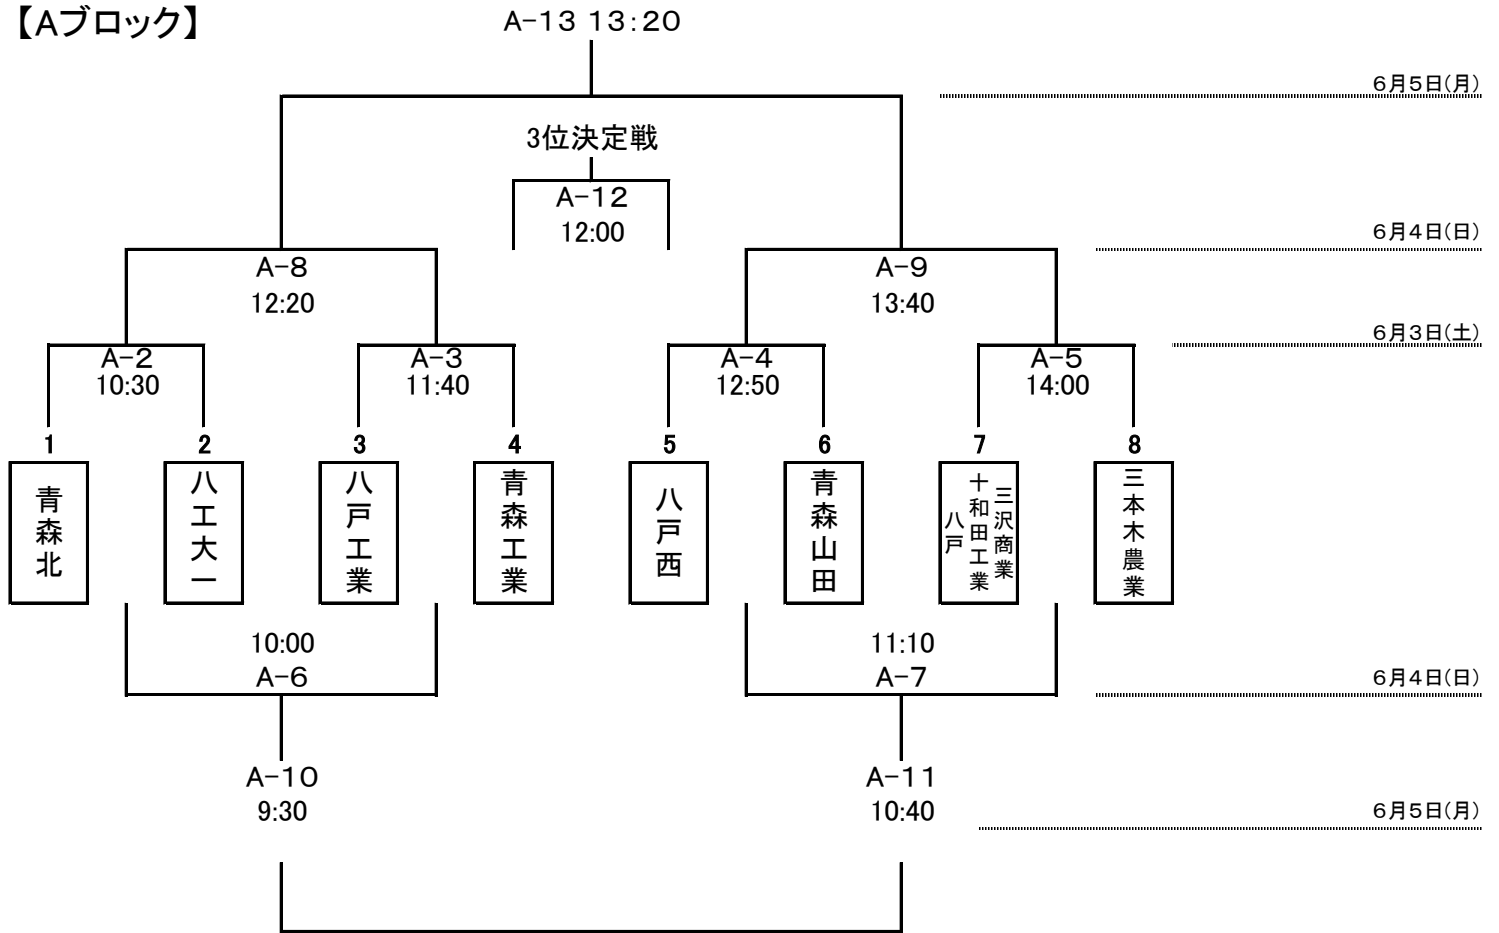 【Aブロック】
A-13 13:20
6月5日(月)
3位決定戦
A-12
12:00
6月4日(日)
A-8
12:20
A-9
13:40
6月3日(土)
A-2
10:30
A-3
11:40
A-4
12:50
A-5
14:00
1
2
3
4
5
6
7
8
青森北
八工大一
八戸工業
青森工業
八戸西
青森山田
三沢商業
十和田工業
八戸
三本木農業
10:00
A-6
11:10
A-7
6月4日(日)
A-10
9:30
A-11
10:40
6月5日(月)